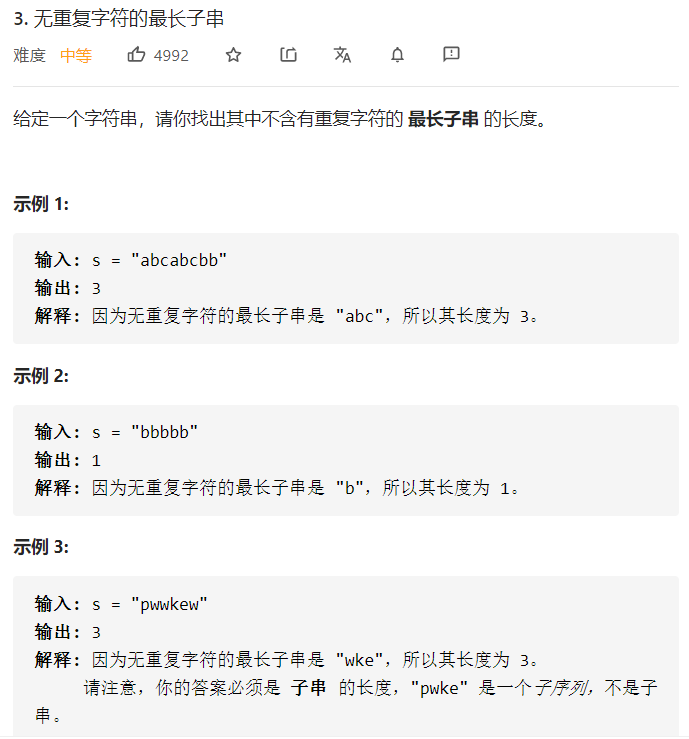 3. 无重复字符的最长子串
难度 中等 4992
给定一个字符串，请你找出其中不含有重复字符的 最长子串 的长度。
示例 1:
输入: s = "abcabcbb"
输出: 3
解释: 因为无重复字符的最长子串是 "abc"，所以其长度为 3。
示例 2:
输入: s = "bbbbb"
输出: 1
解释: 因为无重复字符的最长子串是 "b"，所以其长度为 1。
示例 3:
输入: s = "pwwkew"
输出: 3
解释: 因为无重复字符的最长子串是 "wke"，所以其长度为 3。
请注意，你的答案必须是 子串 的长度，"pwke" 是一个子序列，不是子
串。